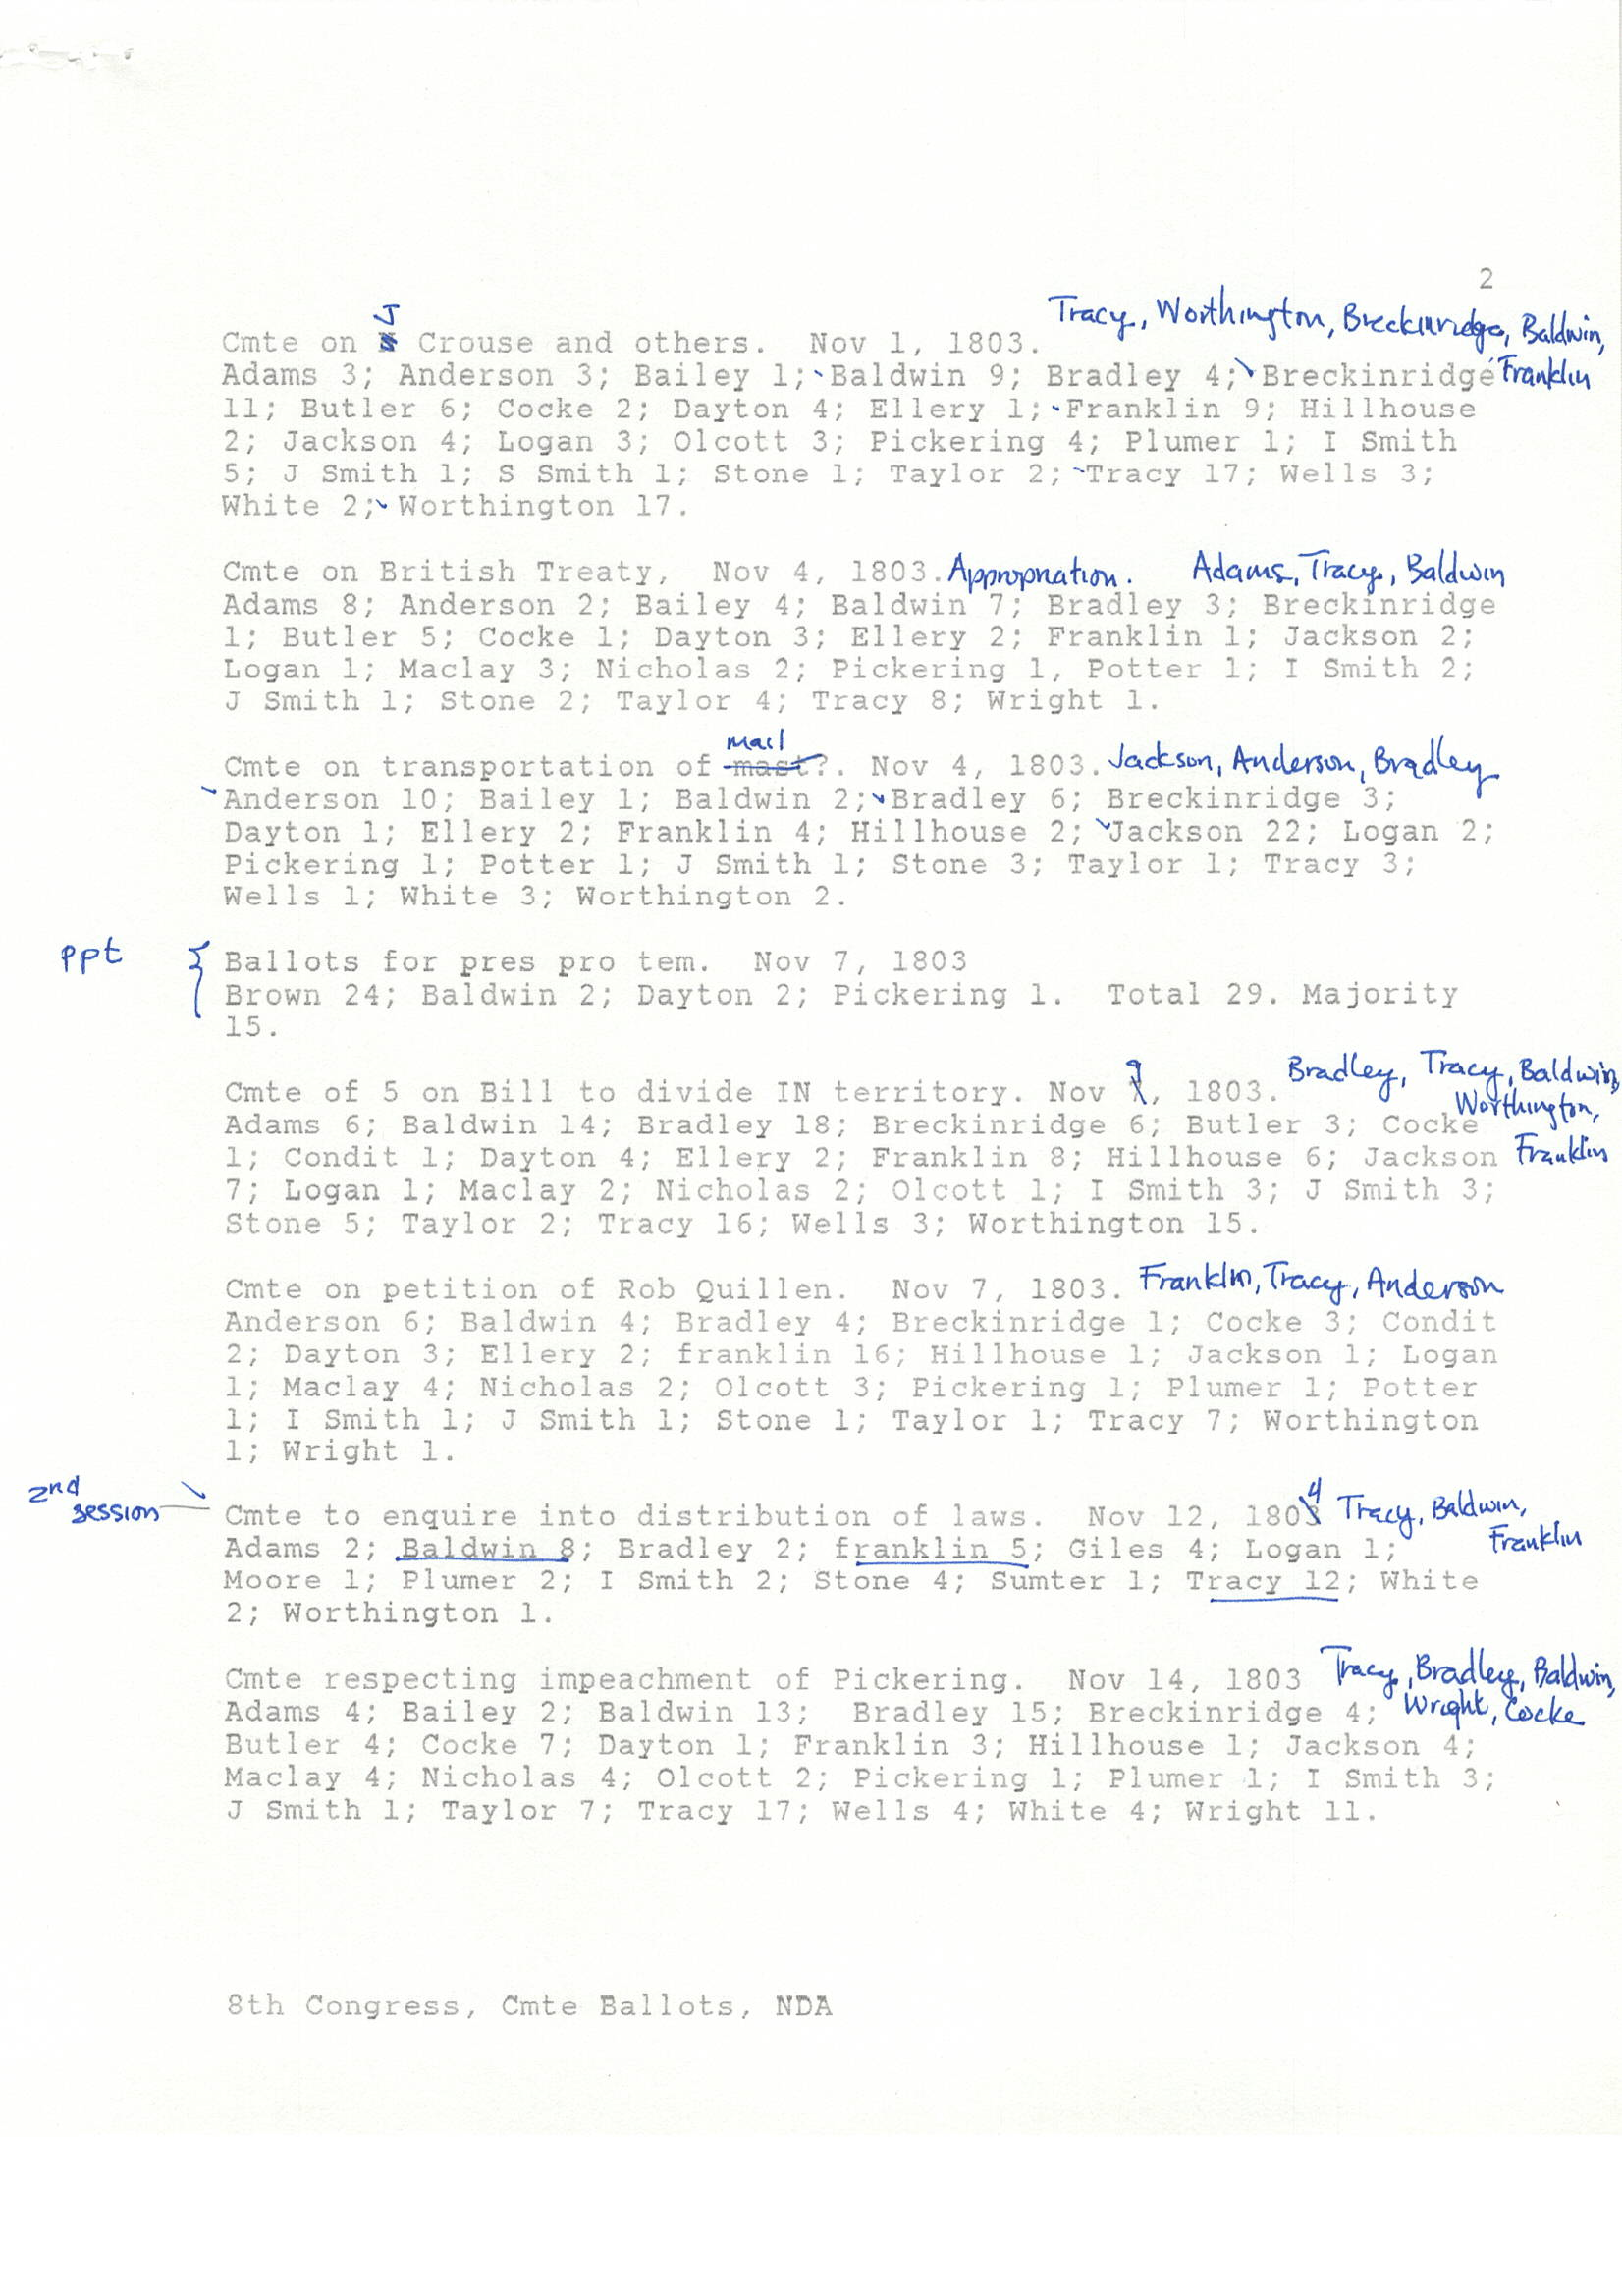 2
Tracy, Worthington, Breckinridge, Baldwin,
Franklin
J
Cmte on Crouse and others. Nov 1, 1803.
Adams 3; Anderson 3; Bailey 1; Baldwin 9; Bradley 4; Breckinridge
11; Butler 6; Cocke 2; Dayton 4; Ellery 1; Franklin 9; Hillhouse
2; Jackson 4; Logan 3; Olcott 3; Pickering 4; Plumer 1; I Smith
5; J Smith 1; S Smith 1; Stone 1; Taylor 2; Tracy 17; Wells 3;
White 2; Worthington 17.
Cmte on British Treaty, Nov 4, 1803. Appropriation. Adams, Tracy, Baldwin
Adams 8; Anderson 2; Bailey 4; Baldwin 7; Bradley 3; Breckinridge
1; Butler 5; Cocke 1; Dayton 3; Ellery 2; Franklin 1; Jackson 2;
Logan 1; Maclay 3; Nicholas 2; Pickering 1, Potter 1; I Smith 2;
J Smith 1; Stone 2; Taylor 4; Tracy 8; Wright 1.
mail
Cmte on transportation of mast?. Nov 4, 1803. Jackson, Anderson, Bradley
Anderson 10; Bailey 1; Baldwin 2; Bradley 6; Breckinridge 3;
Dayton 1; Ellery 2; Franklin 4; Hillhouse 2; Jackson 22; Logan 2;
Pickering 1; Potter 1; J Smith 1; Stone 3; Taylor 1; Tracy 3;
Wells 1; White 3; Worthington 2.
ppt
Ballots for pres pro tem. Nov 7, 1803
Brown 24; Baldwin 2; Dayton 2; Pickering 1. Total 29. Majority
15.
Bradley, Tracy, Baldwin,
Worthington,
Franklin
Cmte of 5 on Bill to divide IN territory. Nov 9, 1803.
Adams 6; Baldwin 14; Bradley 18; Breckinridge 6; Butler 3; Cocke
1; Condit 1; Dayton 4; Ellery 2; Franklin 8; Hillhouse 6; Jackson
7; Logan 1; Maclay 2; Nicholas 2; Olcott 1; I Smith 3; J Smith 3;
Stone 5; Taylor 2; Tracy 16; Wells 3; Worthington 15.
Cmte on petition of Rob Quillen. Nov 7, 1803. Franklin, Tracy, Anderson
Anderson 6; Baldwin 4; Bradley 4; Breckinridge 1; Cocke 3; Condit
2; Dayton 3; Ellery 2; franklin 16; Hillhouse 1; Jackson 1; Logan
1; Maclay 4; Nicholas 2; Olcott 3; Pickering 1; Plumer 1; Potter
1; I Smith 1; J Smith 1; Stone 1; Taylor 1; Tracy 7; Worthington
1; Wright 1.
2nd
session
Cmte to enquire into distribution of laws. Nov 12, 1804 Tracy, Baldwin,
Franklin
Adams 2; Baldwin 8; Bradley 2; franklin 5; Giles 4; Logan 1;
Moore 1; Plumer 2; I Smith 2; Stone 4; Sumter 1; Tracy 12; White
2; Worthington 1.
Cmte respecting impeachment of Pickering. Nov 14, 1803 Tracy, Bradley, Baldwin,
Wright, Cocke
Adams 4; Bailey 2; Baldwin 13; Bradley 15; Breckinridge 4;
Butler 4; Cocke 7; Dayton 1; Franklin 3; Hillhouse 1; Jackson 4;
Maclay 4; Nicholas 4; Olcott 2; Pickering 1; Plumer 1; I Smith 3;
J Smith 1; Taylor 7; Tracy 17; Wells 4; White 4; Wright 11.
8th Congress, Cmte Ballots, NDA